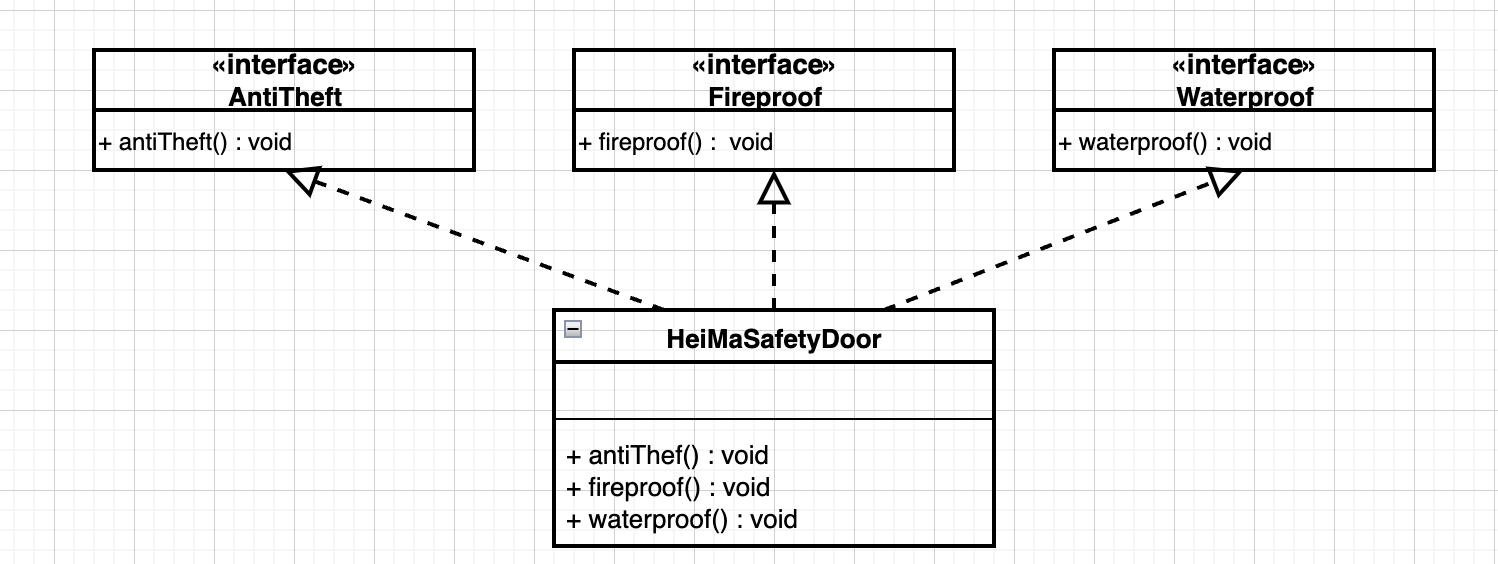 «interface»
AntiTheft
+ antiTheft() : void
«interface»
Fireproof
+ fireproof() :  void
«interface»
Waterproof
+ waterproof() : void
HeiMaSafetyDoor
+ antiThef() : void
+ fireproof() : void
+ waterproof() : void